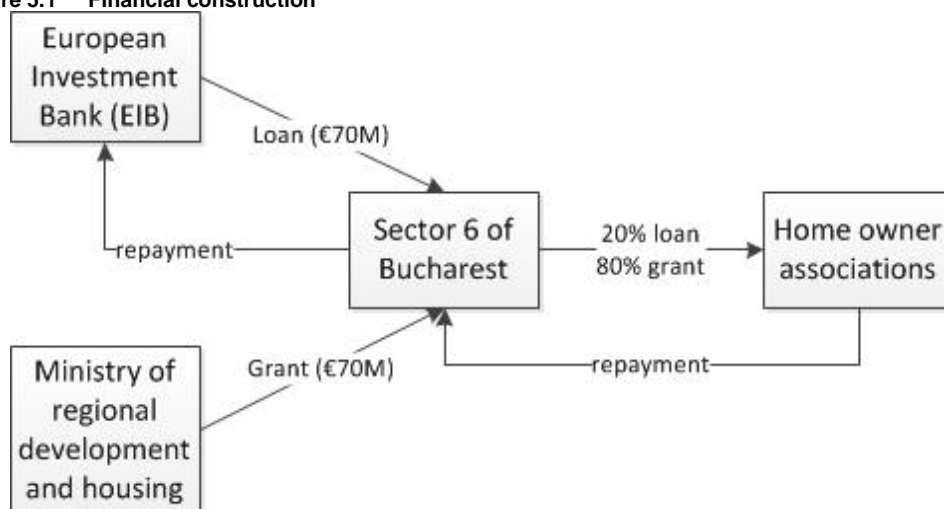 Financial construction
European
Investment
Bank (EIB)
Loan (€70M)
repayment
Sector 6 of
Bucharest
20% loan
80% grant
Home owner
associations
Grant (€70M)
repayment
Ministry of
regional
development
and housing